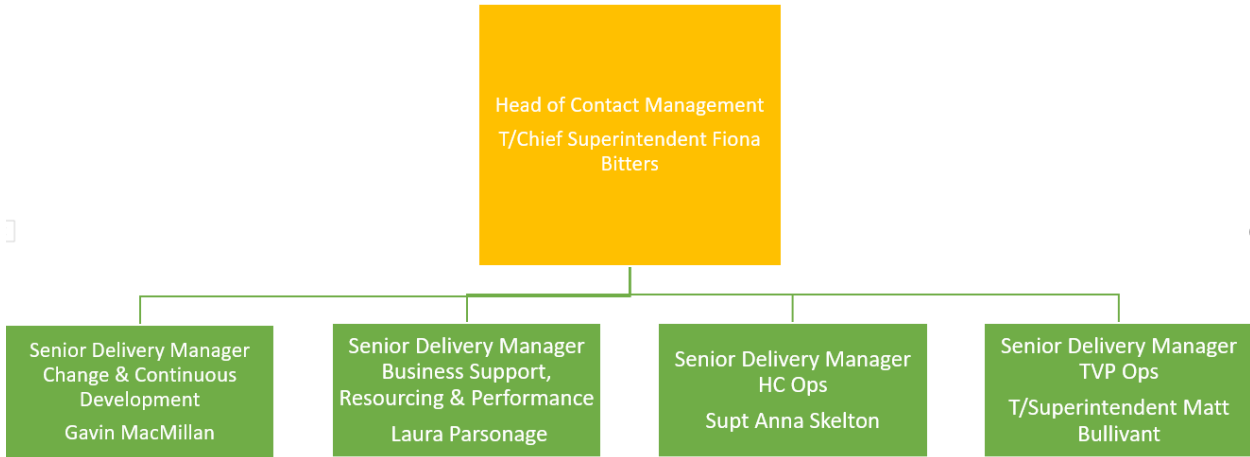 Head of Contact Management
T/Chief Superintendent Fiona
Bitters
Senior Delivery Manager
Change & Continuous
Development
Gavin MacMillan
Senior Delivery Manager
Business Support,
Resourcing & Performance
Laura Parsonage
Senior Delivery Manager
HC Ops
Supt Anna Skelton
Senior Delivery Manager
TVP Ops
T/Superintendent Matt
Bullivant